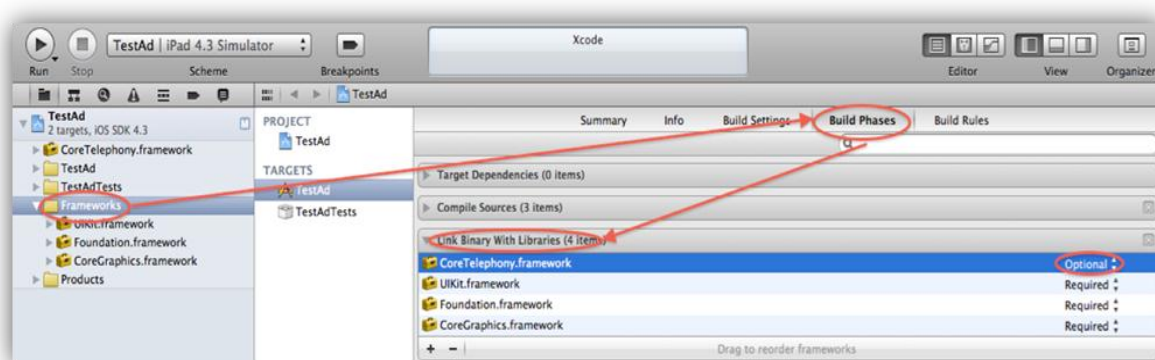 TestAd | iPad 4.3 Simulator
Xcode
Run
Stop
Scheme
Breakpoints
Editor
View
Organizer
TestAd
TestAd
2 targets, iOS SDK 4.3
CoreTelephony.framework
TestAd
TestAdTests
Frameworks
UIKit.framework
Foundation.framework
CoreGraphics.framework
Products
PROJECT
TestAd
TARGETS
TestAd
TestAdTests
Summary Info Build Settings Build Phases Build Rules
Target Dependencies (0 items)
Compile Sources (3 items)
Link Binary With Libraries (4 items)
CoreTelephony.framework Optional
UIKit.framework Required
Foundation.framework Required
CoreGraphics.framework Required
+ - Drag to reorder frameworks